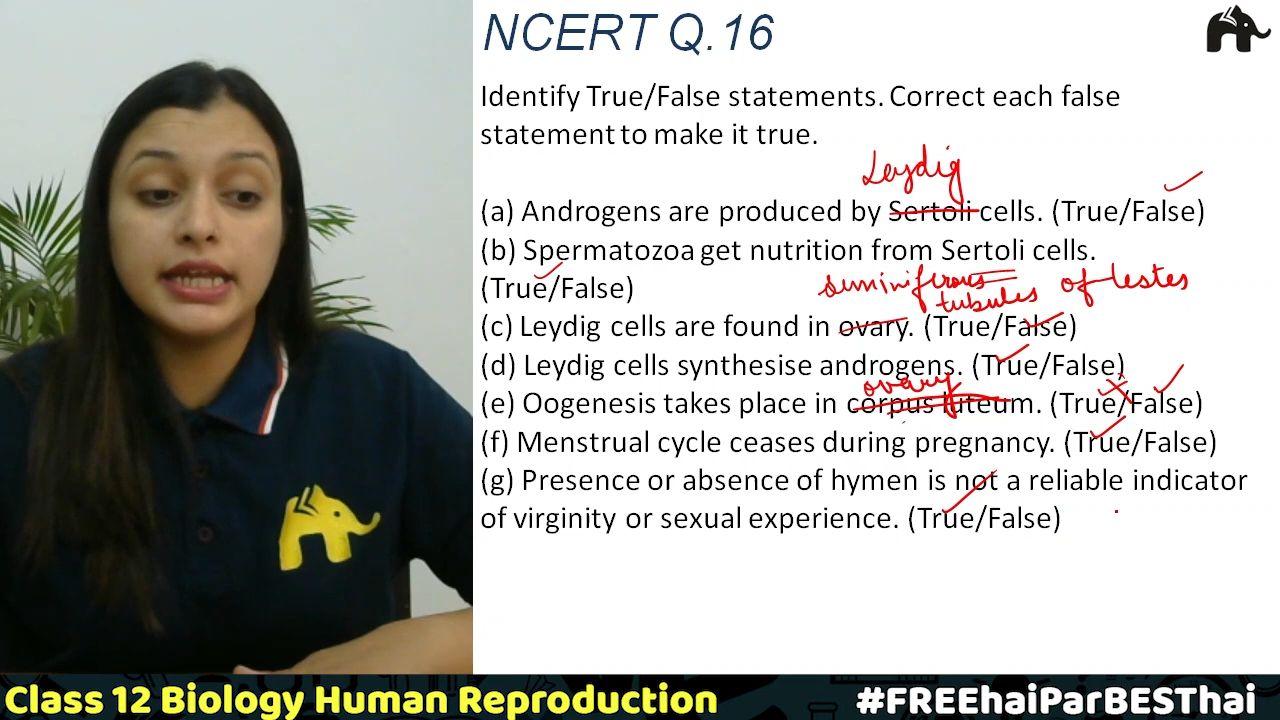 NCERT Q.16
Identify True/False statements. Correct each false
statement to make it true.
Leydig
(a) Androgens are produced by Sertoli cells. (True/False)
(b) Spermatozoa get nutrition from Sertoli cells.
(True/False)
seminiferous
tubules of testes
(c) Leydig cells are found in ovary. (True/False)
(d) Leydig cells synthesise androgens. (True/False)
ovary
(e) Oogenesis takes place in corpus luteum. (True/False)
(f) Menstrual cycle ceases during pregnancy. (True/False)
(g) Presence or absence of hymen is not a reliable indicator
of virginity or sexual experience. (True/False)
Class 12 Biology Human Reproduction
#FREEhaiParBESThai